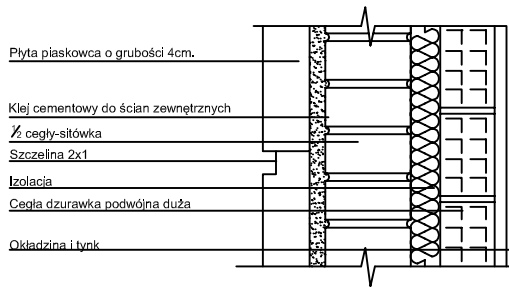 Płyta piaskowca o grubości 4cm.
Klej cementowy do ścian zewnętrznych
½ cegły-sitówka
Szczelina 2x1
Izolacja
Cegła dzurawka podwójna duża
Okładzina i tynk